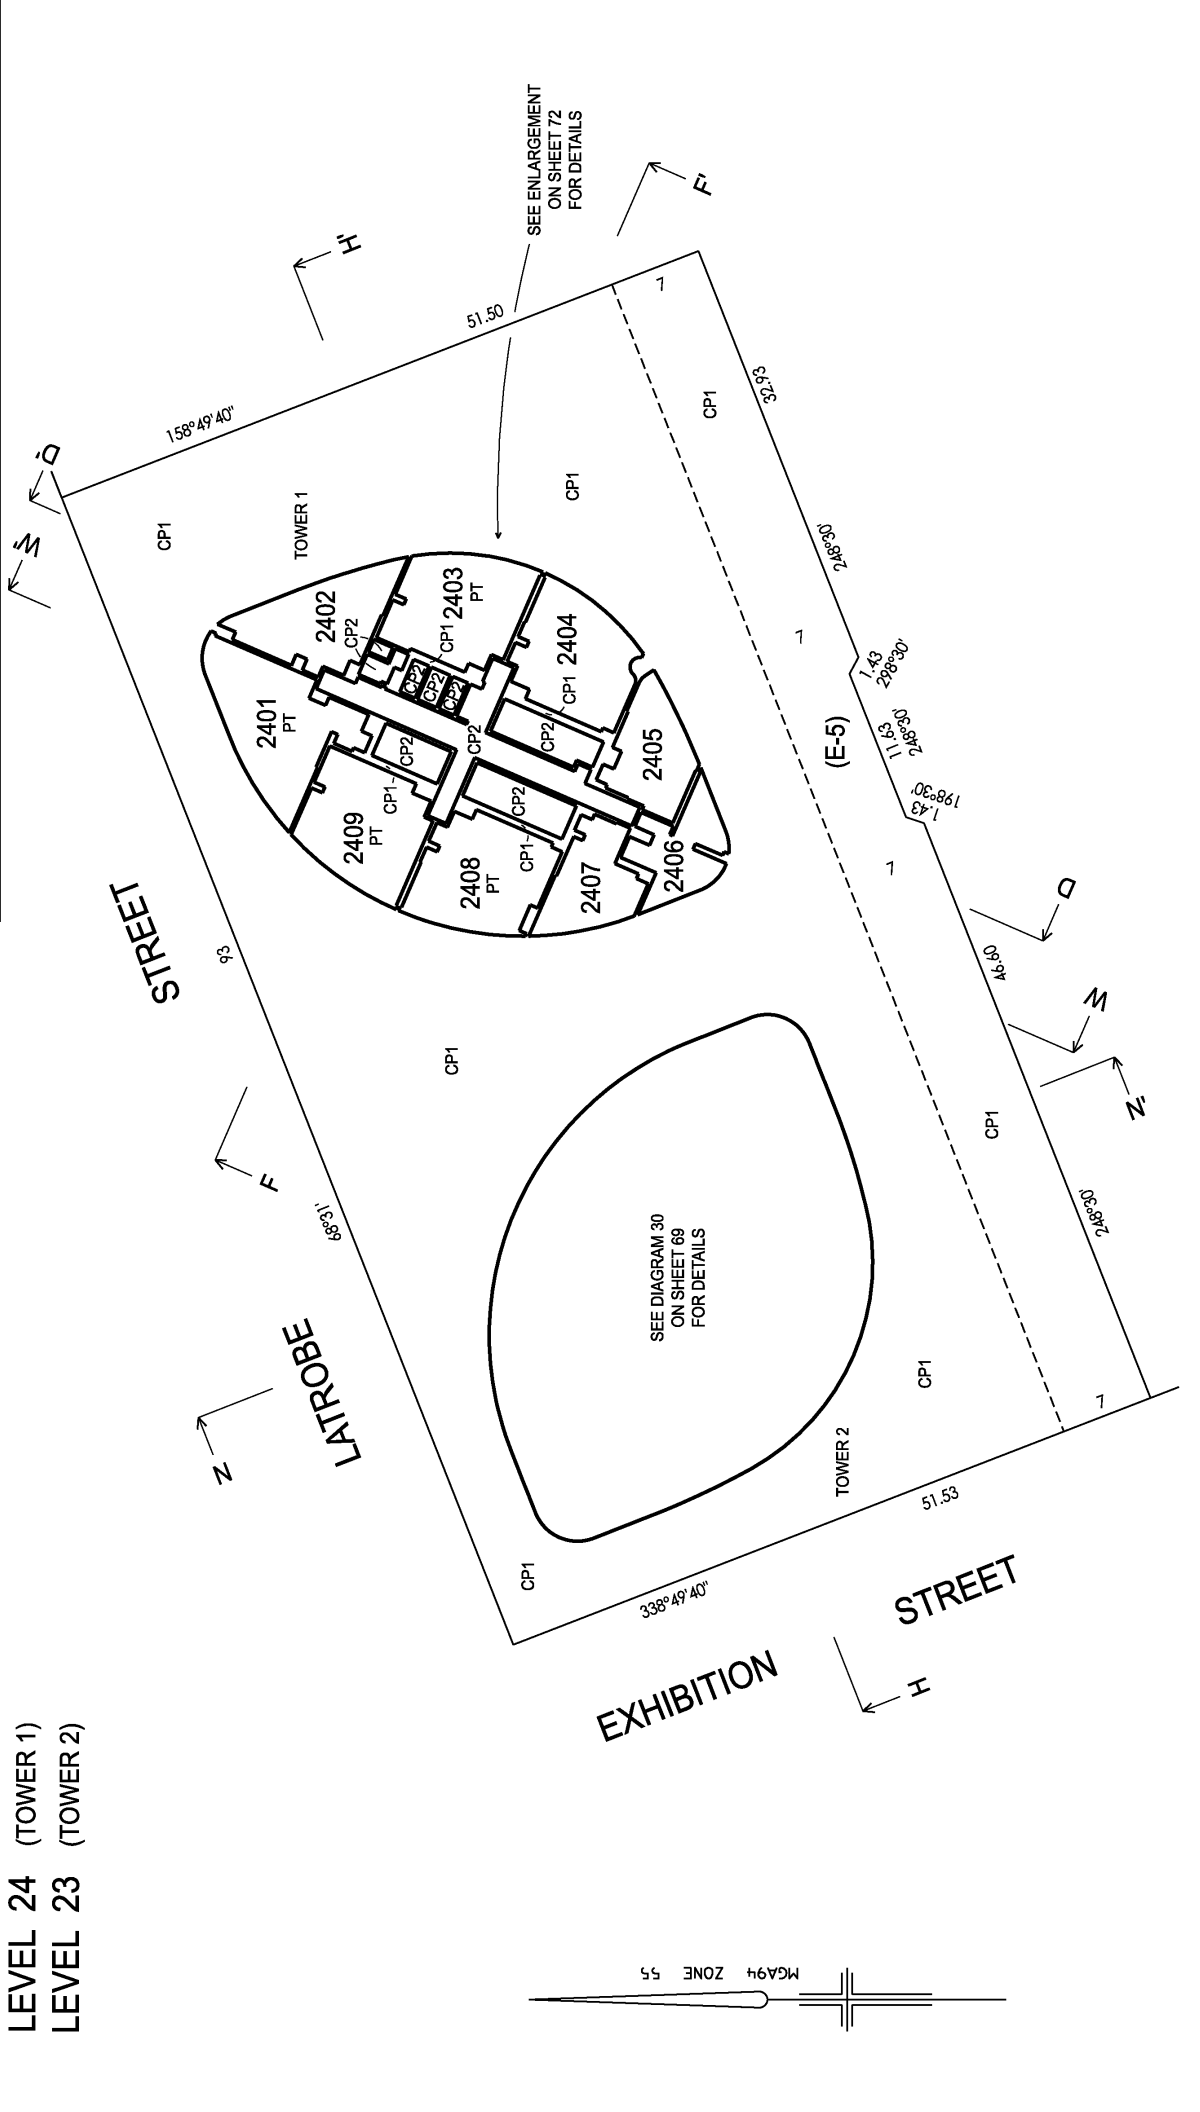 LEVEL 24 (TOWER 1)
LEVEL 23 (TOWER 2)
LATROBE STREET
EXHIBITION STREET
SEE ENLARGEMENT
ON SHEET 72
FOR DETAILS
H'
F'
D'
W'
51.50
158°49'40"
93
68°31'
F
N
N'
H
D
W
CP1
TOWER 1
CP1
CP1
7
32.93
248°30'
7
1.43
298°30'
11.63
248°30'
1.43
198°30'
(E-5)
7
46.60
248°30'
7
CP1
51.53
338°49'40"
2401
PT
2402
CP2
2403
PT
CP1
CP2
CP2
CP2
2404
CP1
CP2
2405
2406
2407
2408
PT
CP1
CP2
2409
PT
CP1
CP2
CP2
CP1
SEE DIAGRAM 30
ON SHEET 69
FOR DETAILS
TOWER 2
CP1
CP1
MGA94 ZONE 55